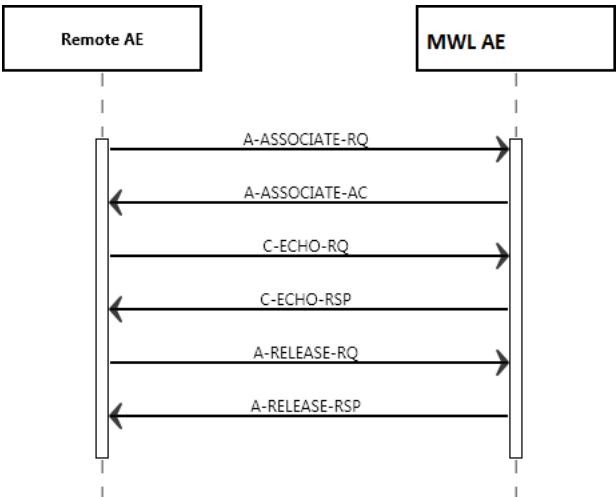 Remote AE
MWL AE
A-ASSOCIATE-RQ
A-ASSOCIATE-AC
C-ECHO-RQ
C-ECHO-RSP
A-RELEASE-RQ
A-RELEASE-RSP